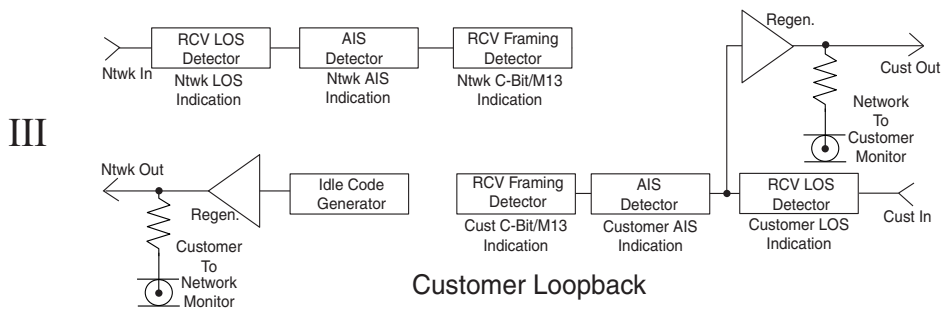 RCV LOS
Detector
AIS
Detector
RCV Framing
Detector
Ntwk In
Ntwk LOS
Indication
Ntwk AIS
Indication
Ntwk C-Bit/M13
Indication
Regen.
Cust Out
Network
To
Customer
Monitor
III
Ntwk Out
Regen.
Idle Code
Generator
Customer
To
Network
Monitor
RCV Framing
Detector
AIS
Detector
RCV LOS
Detector
Cust In
Cust C-Bit/M13
Indication
Customer AIS
Indication
Customer LOS
Indication
Customer Loopback